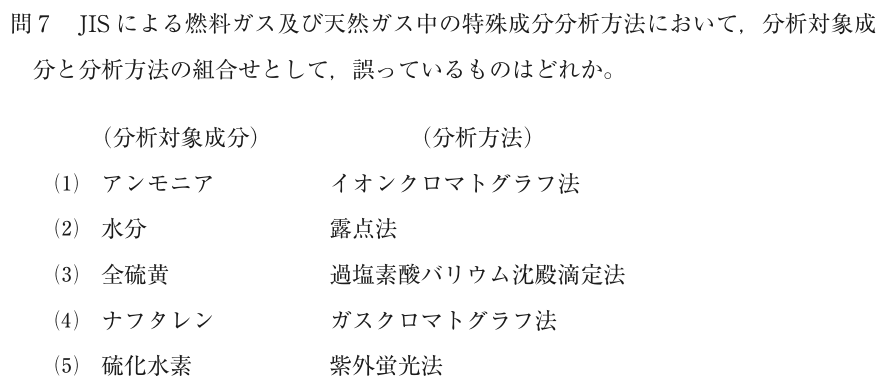 問7 JISによる燃料ガス及び天然ガス中の特殊成分分析方法において，分析対象成
分と分析方法の組合せとして，誤っているものはどれか。
（分析対象成分） （分析方法）
(1) アンモニア イオンクロマトグラフ法
(2) 水分 露点法
(3) 全硫黄 過塩素酸バリウム沈殿滴定法
(4) ナフタレン ガスクロマトグラフ法
(5) 硫化水素 紫外蛍光法